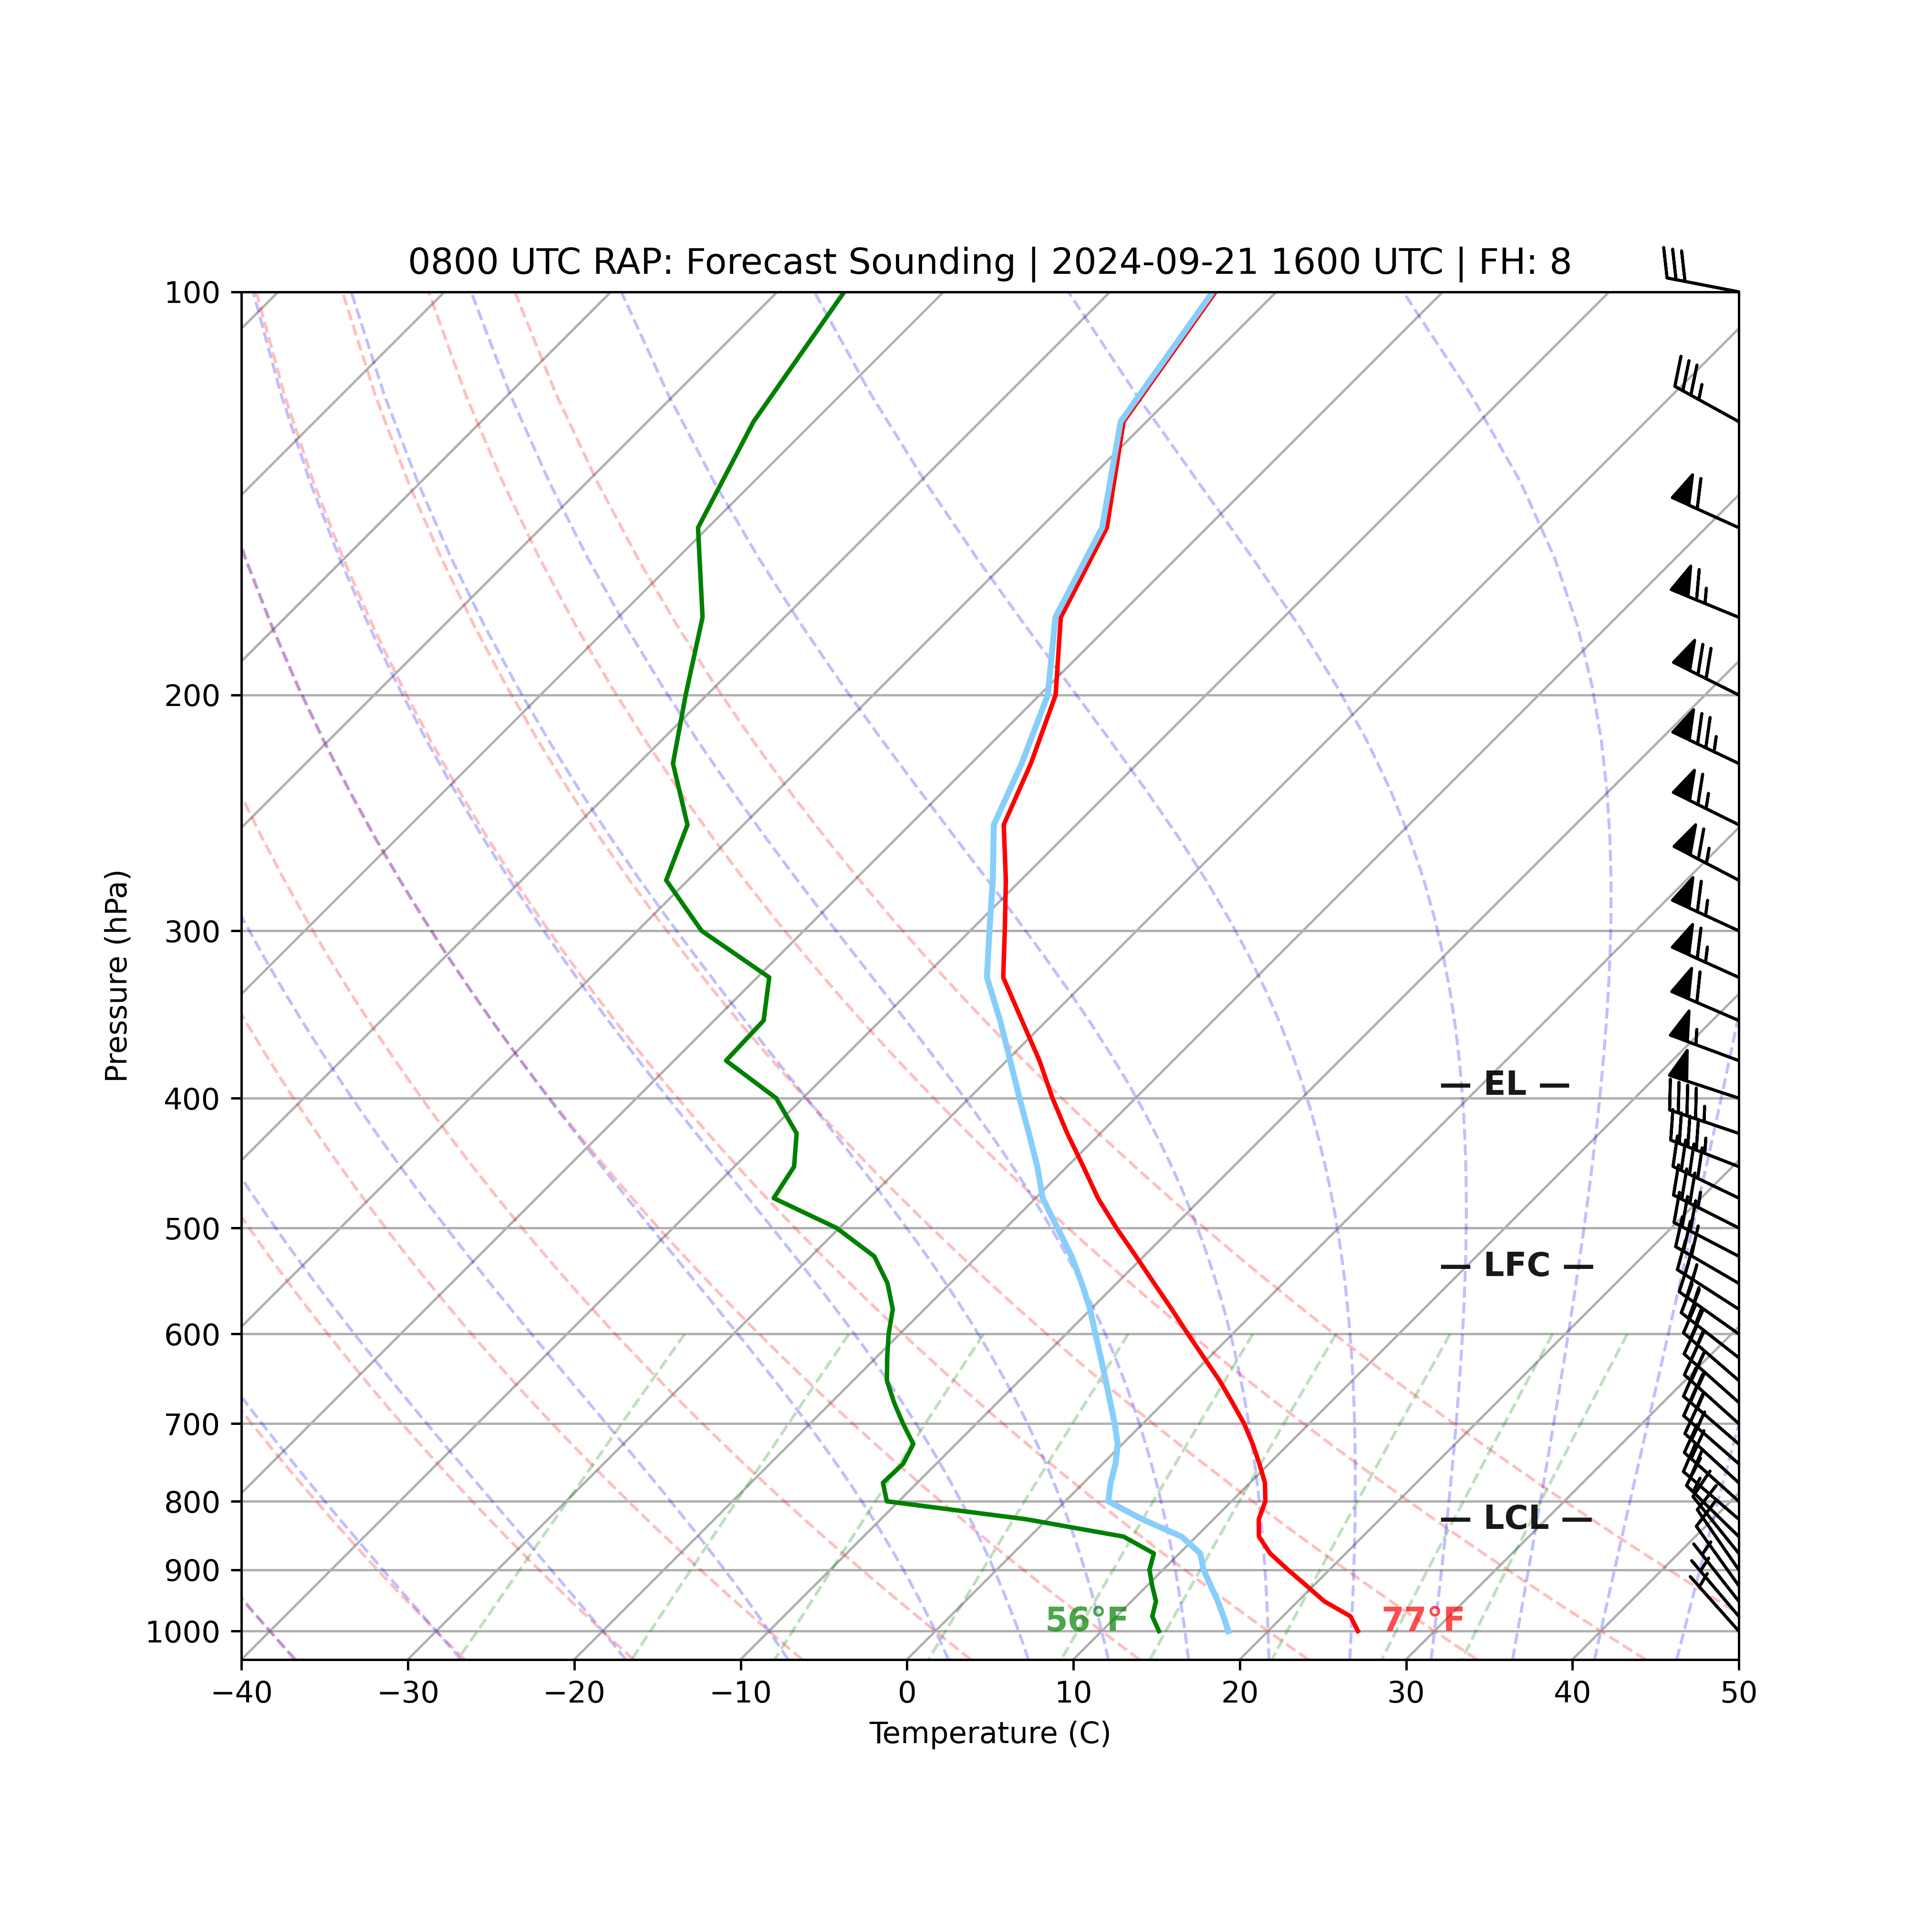 0800 UTC RAP: Forecast Sounding | 2024-09-21 1600 UTC | FH: 8
100
200
300
400
500
600
700
800
900
1000
Pressure (hPa)
— EL —
— LFC —
— LCL —
56°F
77°F
−40 −30 −20 −10 0 10 20 30 40 50
Temperature (C)